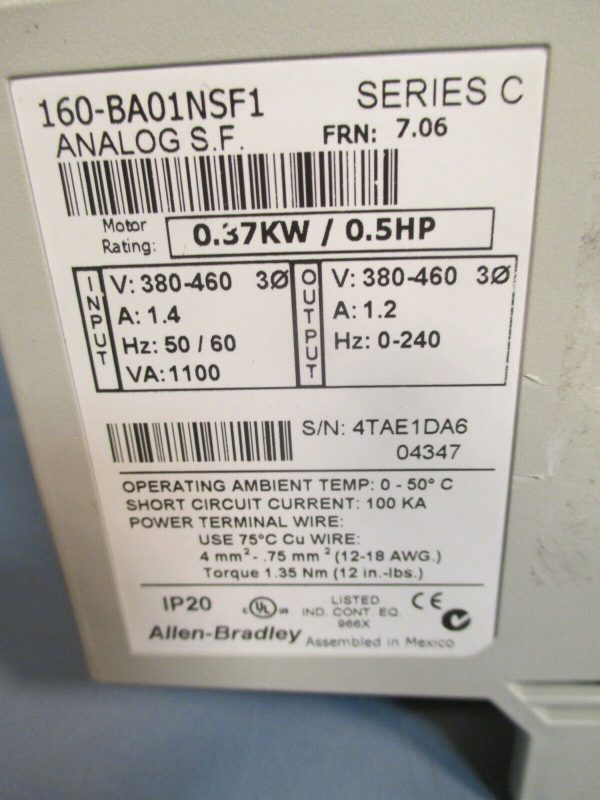 160-BA01NSF1 SERIES C
ANALOG S.F. FRN: 7.06
Motor Rating: 0.37KW / 0.5HP
INPUT
V: 380-460 3Ø
A: 1.4
Hz: 50 / 60
VA: 1100
OUTPUT
V: 380-460 3Ø
A: 1.2
Hz: 0-240
S/N: 4TAE1DA6
04347
OPERATING AMBIENT TEMP: 0 - 50° C
SHORT CIRCUIT CURRENT: 100 KA
POWER TERMINAL WIRE:
USE 75°C Cu WIRE:
4 mm² - .75 mm² (12-18 AWG.)
Torque 1.35 Nm (12 in.-lbs.)
IP20 c UL us LISTED CE
IND. CONT. EQ.
966X
Allen-Bradley Assembled in Mexico